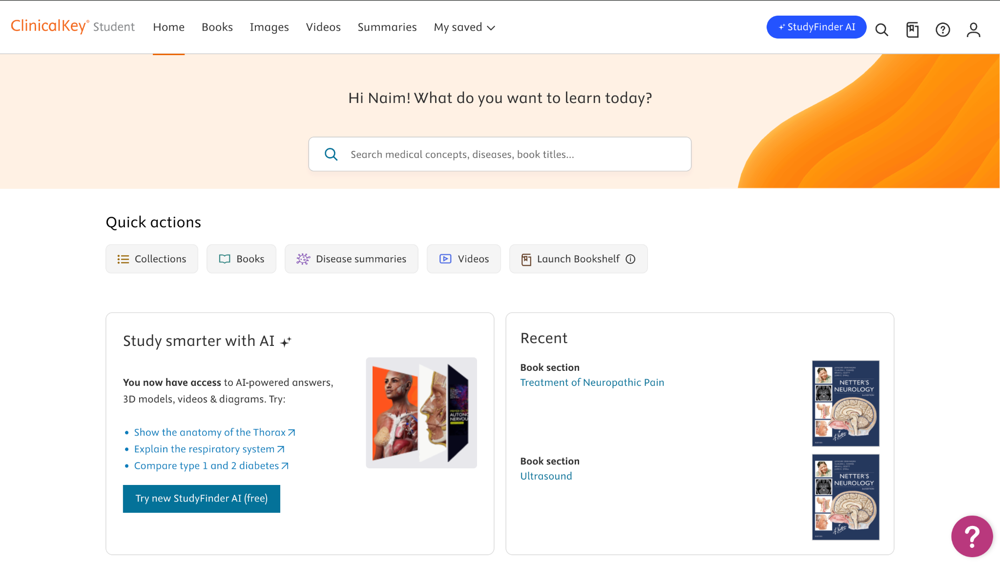 ClinicalKey® Student
Home
Books
Images
Videos
Summaries
My saved
StudyFinder AI
Hi Naim! What do you want to learn today?
Search medical concepts, diseases, book titles...
Quick actions
Collections
Books
Disease summaries
Videos
Launch Bookshelf
Study smarter with AI
You now have access to AI-powered answers,
3D models, videos & diagrams. Try:
Show the anatomy of the Thorax
Explain the respiratory system
Compare type 1 and 2 diabetes
Try new StudyFinder AI (free)
Recent
Book section
Treatment of Neuropathic Pain
NETTER'S
NEUROLOGY
Book section
Ultrasound
NETTER'S
NEUROLOGY
?